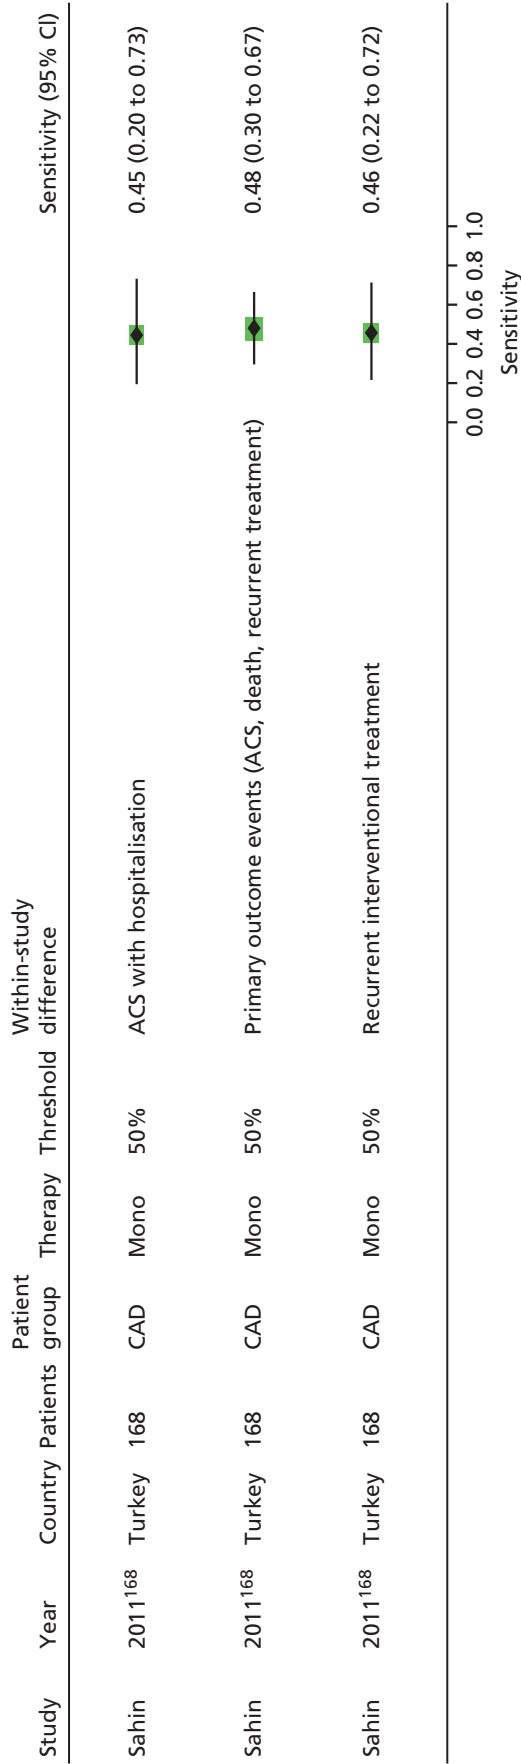 Study Year Country Patients Patient group Therapy Threshold Within-study difference Sensitivity (95% CI)
Sahin 2011168 Turkey 168 CAD Mono 50% ACS with hospitalisation 0.45 (0.20 to 0.73)
Sahin 2011168 Turkey 168 CAD Mono 50% Primary outcome events (ACS, death, recurrent treatment) 0.48 (0.30 to 0.67)
Sahin 2011168 Turkey 168 CAD Mono 50% Recurrent interventional treatment 0.46 (0.22 to 0.72)
0.0 0.2 0.4 0.6 0.8 1.0
Sensitivity